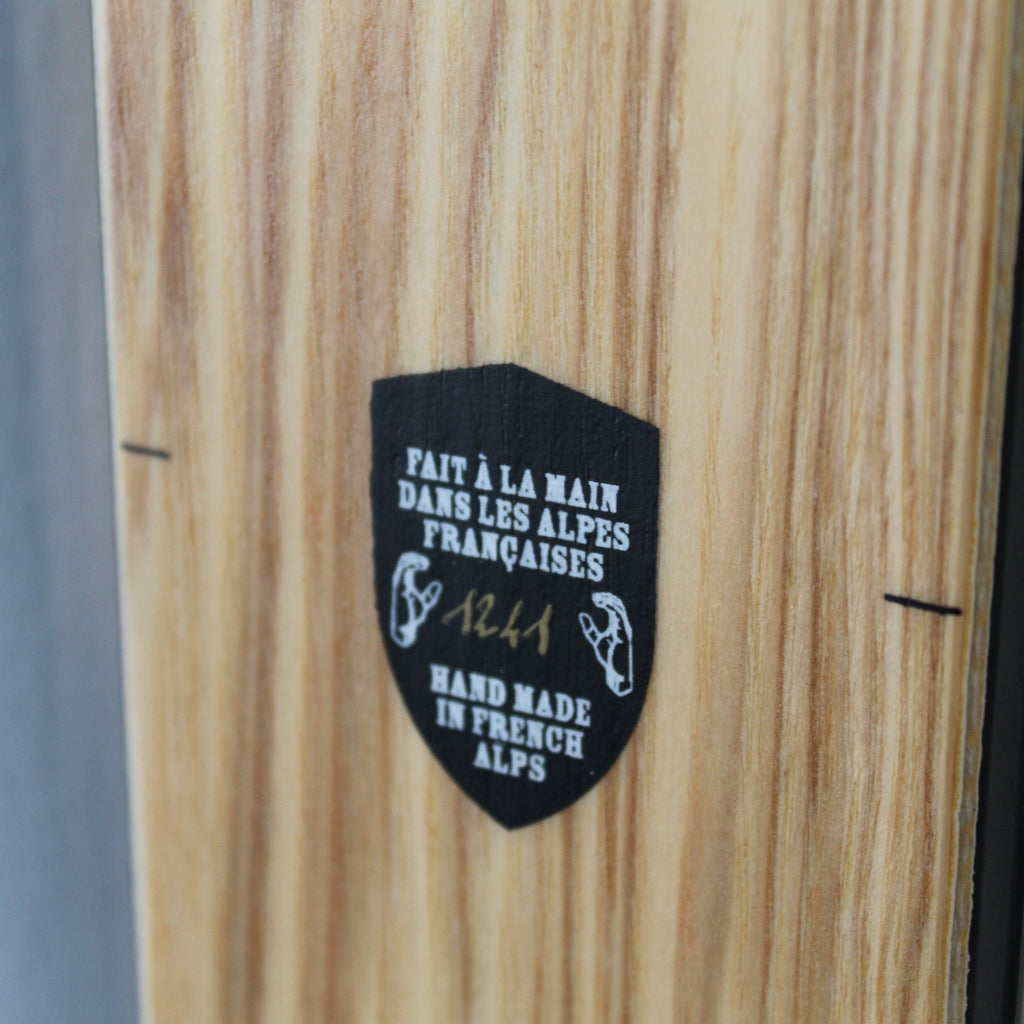 FAIT À LA MAIN
DANS LES ALPES
FRANÇAISES
1241
HAND MADE
IN FRENCH
ALPS